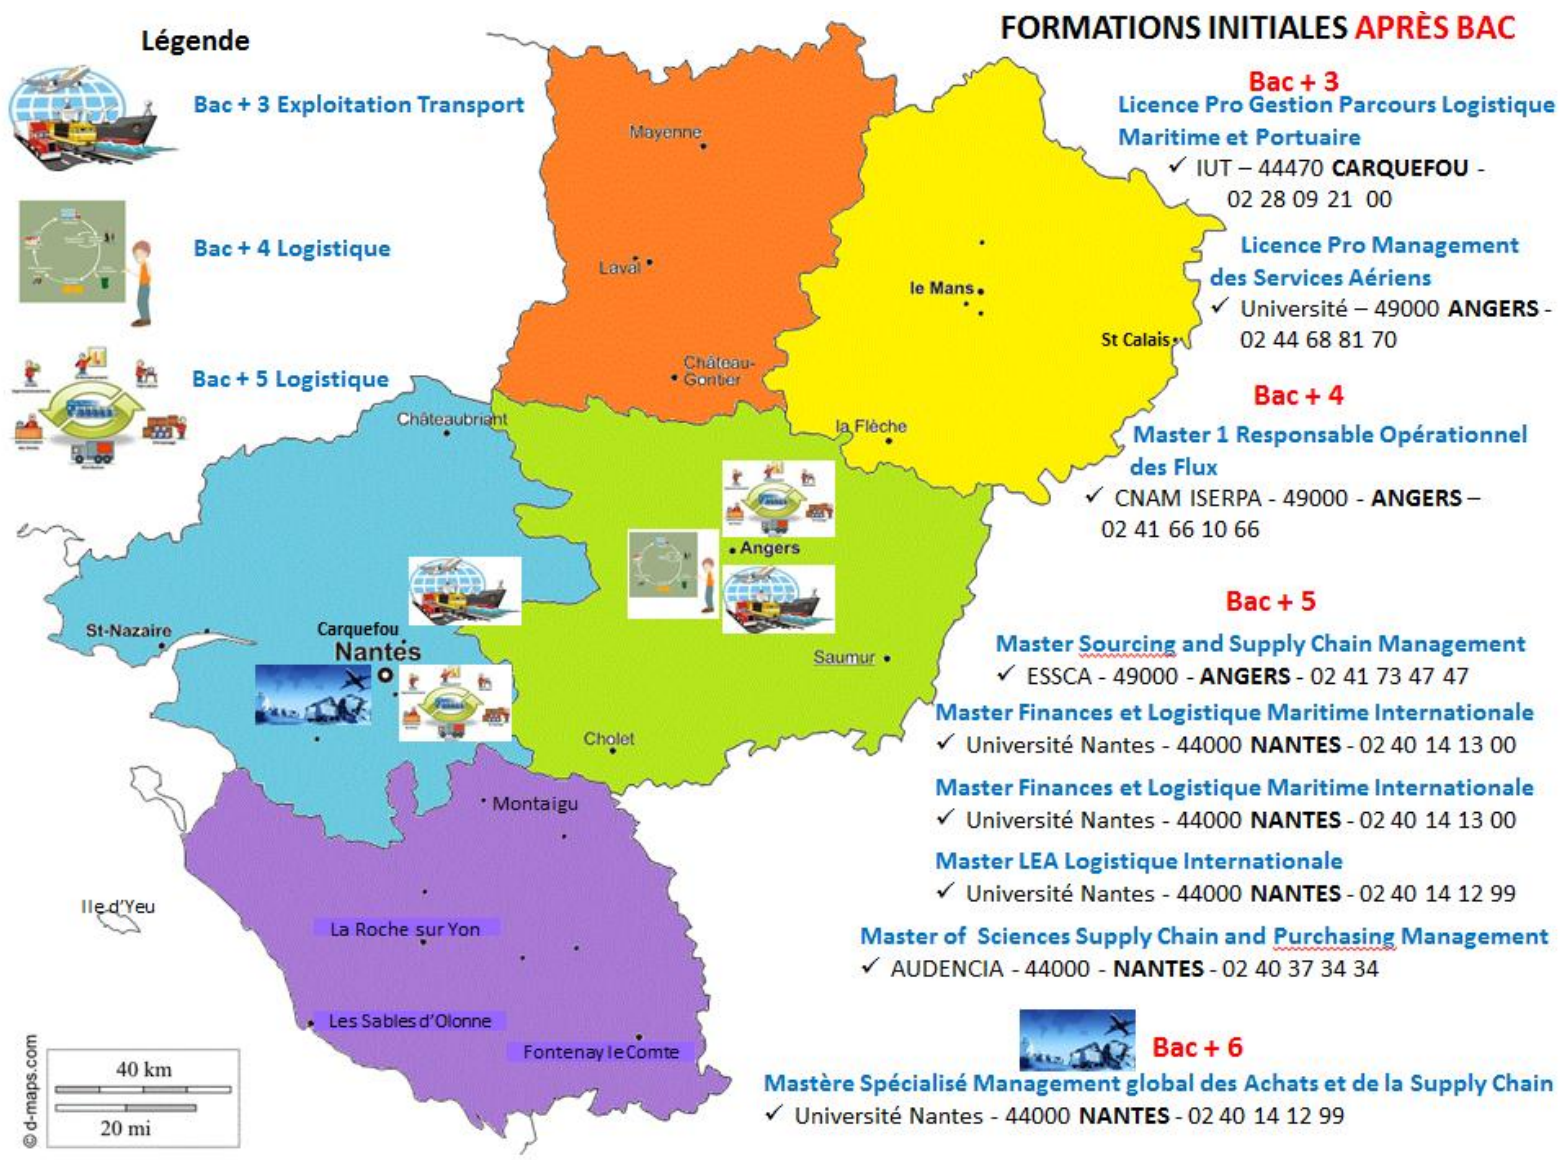 Légende
Bac + 3 Exploitation Transport
Bac + 4 Logistique
Bac + 5 Logistique
Mayenne
Laval
Château-
Gontier
le Mans
St Calais
la Flèche
Châteaubriant
Angers
St-Nazaire
Carquefou
Nantes
Saumur
Cholet
Montaigu
Ile d'Yeu
La Roche sur Yon
Les Sables d'Olonne
Fontenay le Comte
40 km
20 mi
© d-maps.com
FORMATIONS INITIALES APRÈS BAC
Bac + 3
Licence Pro Gestion Parcours Logistique
Maritime et Portuaire
✓ IUT – 44470 CARQUEFOU -
02 28 09 21 00
Licence Pro Management
des Services Aériens
✓ Université – 49000 ANGERS -
02 44 68 81 70
Bac + 4
Master 1 Responsable Opérationnel
des Flux
✓ CNAM ISERPA - 49000 - ANGERS –
02 41 66 10 66
Bac + 5
Master Sourcing and Supply Chain Management
✓ ESSCA - 49000 - ANGERS - 02 41 73 47 47
Master Finances et Logistique Maritime Internationale
✓ Université Nantes - 44000 NANTES - 02 40 14 13 00
Master Finances et Logistique Maritime Internationale
✓ Université Nantes - 44000 NANTES - 02 40 14 13 00
Master LEA Logistique Internationale
✓ Université Nantes - 44000 NANTES - 02 40 14 12 99
Master of Sciences Supply Chain and Purchasing Management
✓ AUDENCIA - 44000 - NANTES - 02 40 37 34 34
Bac + 6
Mastère Spécialisé Management global des Achats et de la Supply Chain
✓ Université Nantes - 44000 NANTES - 02 40 14 12 99